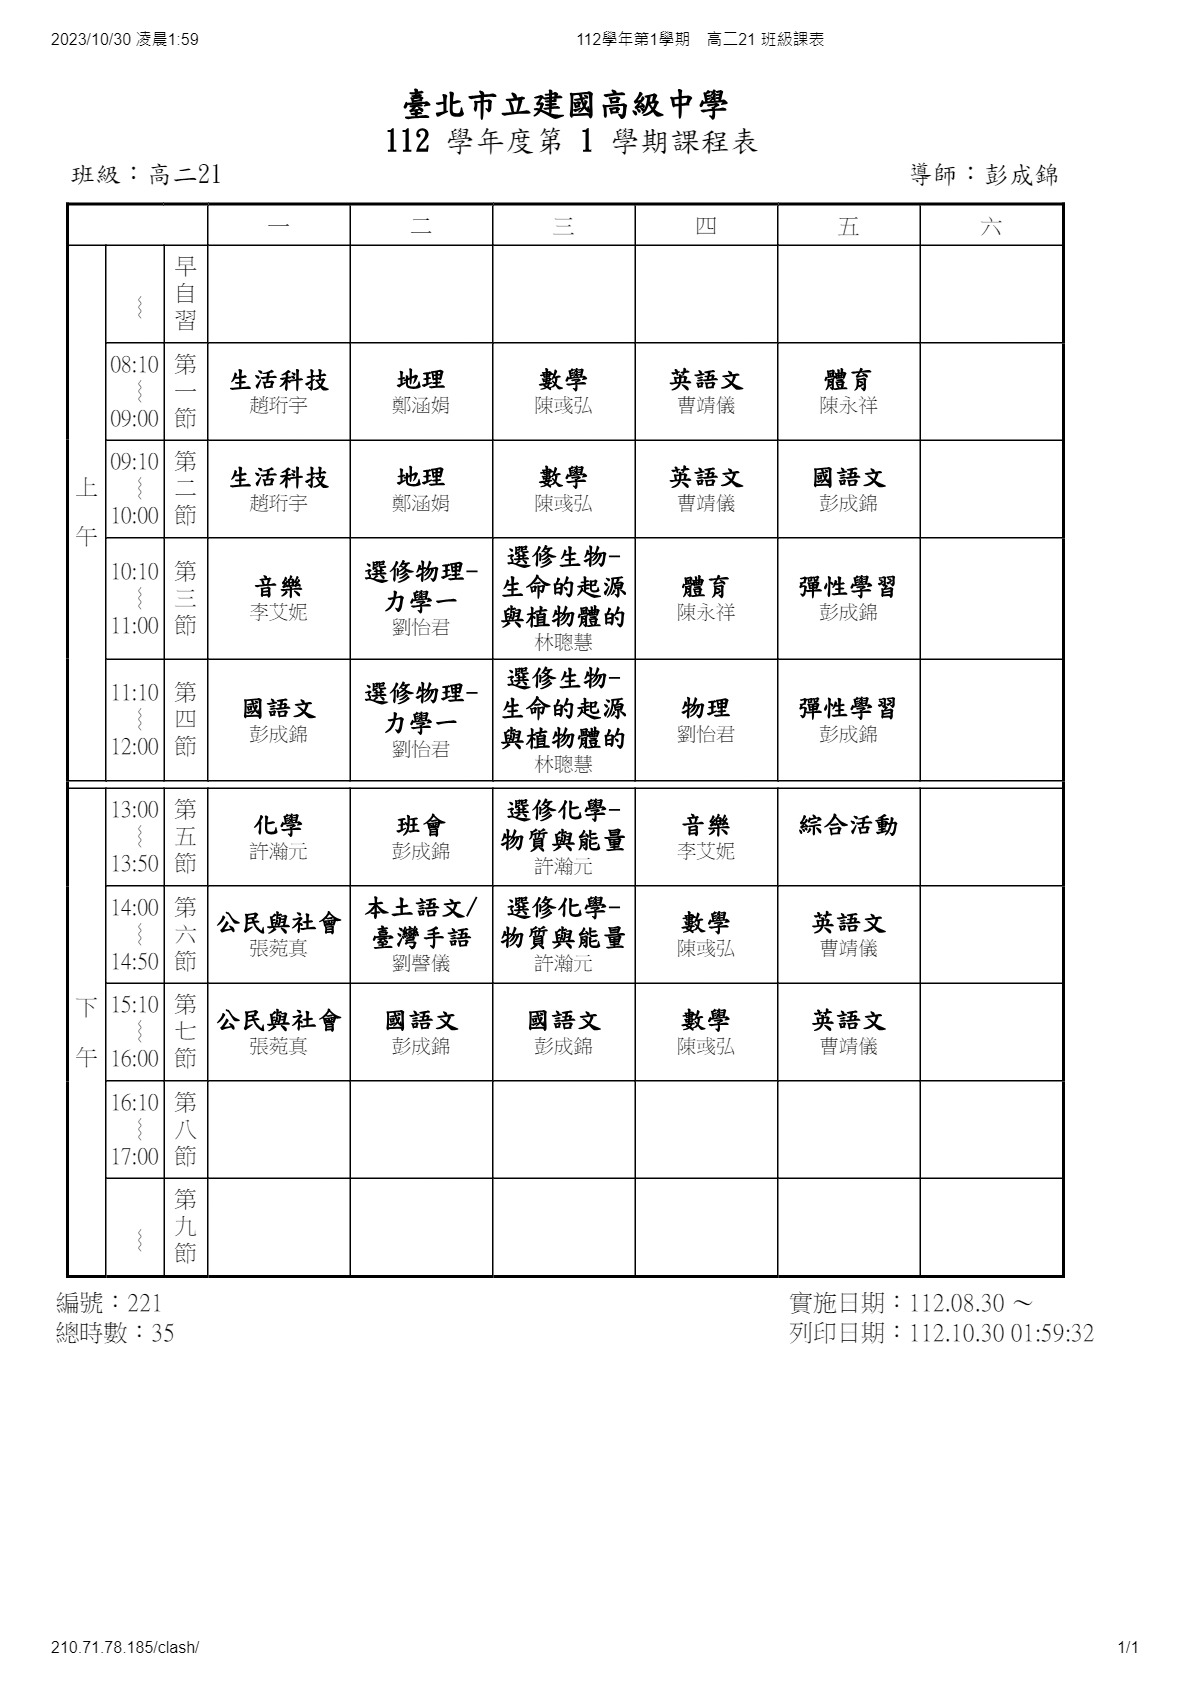 2023/10/30 凌晨1:59
112學年第1學期　高二21 班級課表
臺北市立建國高級中學
112 學年度第 1 學期課程表
班級：高二21
導師：彭成錦
一 二 三 四 五 六
上午
～ 早自習
08:10～09:00 第一節
生活科技 地理 數學 英語文 體育
趙珩宇 鄭涵娟 陳彧弘 曹靖儀 陳永祥
09:10～10:00 第二節
生活科技 地理 數學 英語文 國語文
趙珩宇 鄭涵娟 陳彧弘 曹靖儀 彭成錦
10:10～11:00 第三節
音樂
李艾妮
選修物理-
力學一
劉怡君
選修生物-
生命的起源
與植物體的
林聰慧
體育
陳永祥
彈性學習
彭成錦
11:10～12:00 第四節
國語文
彭成錦
選修物理-
力學一
劉怡君
選修生物-
生命的起源
與植物體的
林聰慧
物理
劉怡君
彈性學習
彭成錦
下午
13:00～13:50 第五節
化學
許瀚元
班會
彭成錦
選修化學-
物質與能量
許瀚元
音樂
李艾妮
綜合活動
14:00～14:50 第六節
公民與社會
張菀真
本土語文/
臺灣手語
劉謦儀
選修化學-
物質與能量
許瀚元
數學
陳彧弘
英語文
曹靖儀
15:10～16:00 第七節
公民與社會 國語文 國語文 數學 英語文
張菀真 彭成錦 彭成錦 陳彧弘 曹靖儀
16:10～17:00 第八節
～ 第九節
編號：221
實施日期：112.08.30 ～
總時數：35
列印日期：112.10.30 01:59:32
210.71.78.185/clash/
1/1